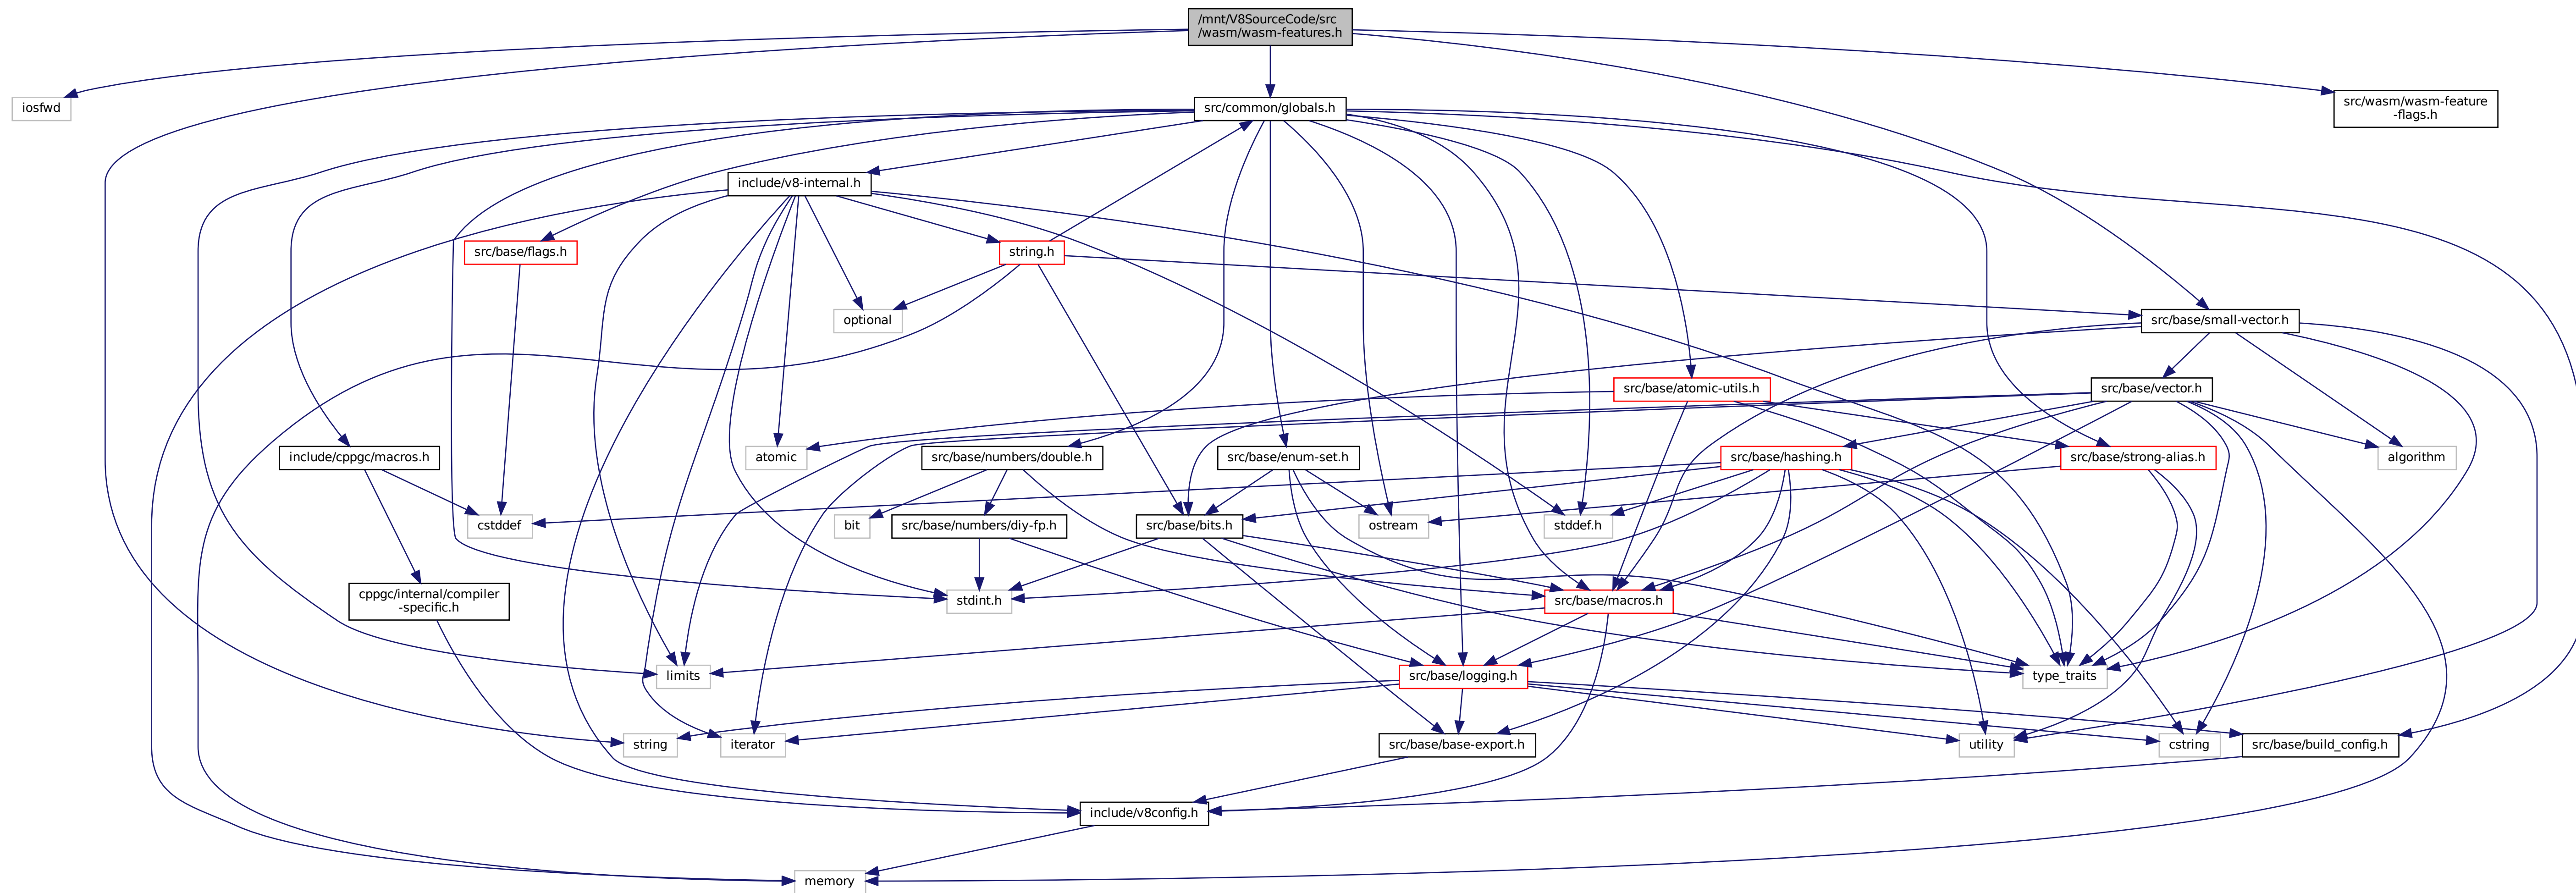 /mnt/V8SourceCode/src
/wasm/wasm-features.h
iosfwd
src/common/globals.h
src/wasm/wasm-feature
-flags.h
include/v8-internal.h
src/base/flags.h
string.h
optional
src/base/small-vector.h
src/base/atomic-utils.h
src/base/vector.h
include/cppgc/macros.h
atomic
src/base/numbers/double.h
src/base/enum-set.h
src/base/hashing.h
src/base/strong-alias.h
algorithm
cstddef
bit
src/base/numbers/diy-fp.h
src/base/bits.h
ostream
stddef.h
cppgc/internal/compiler
-specific.h
stdint.h
src/base/macros.h
limits
src/base/logging.h
type_traits
string
iterator
src/base/base-export.h
utility
cstring
src/base/build_config.h
include/v8config.h
memory